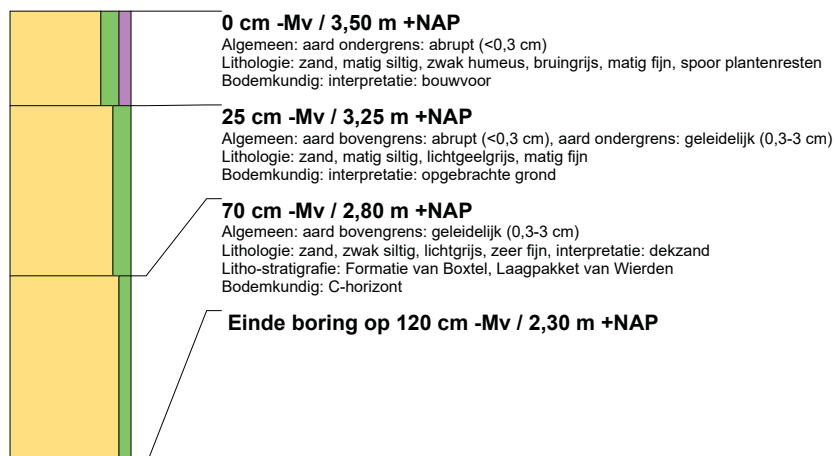 0 cm -Mv / 3,50 m +NAP
Algemeen: aard ondergrens: abrupt (<0,3 cm)
Lithologie: zand, matig siltig, zwak humeus, bruingrijs, matig fijn, spoor plantenresten
Bodemkundig: interpretatie: bouwvoor
25 cm -Mv / 3,25 m +NAP
Algemeen: aard bovengrens: abrupt (<0,3 cm), aard ondergrens: geleidelijk (0,3-3 cm)
Lithologie: zand, matig siltig, lichtgeelgrijs, matig fijn
Bodemkundig: interpretatie: opgebrachte grond
70 cm -Mv / 2,80 m +NAP
Algemeen: aard bovengrens: geleidelijk (0,3-3 cm)
Lithologie: zand, zwak siltig, lichtgrijs, zeer fijn, interpretatie: dekzand
Litho-stratigrafie: Formatie van Boxtel, Laagpakket van Wierden
Bodemkundig: C-horizont
Einde boring op 120 cm -Mv / 2,30 m +NAP